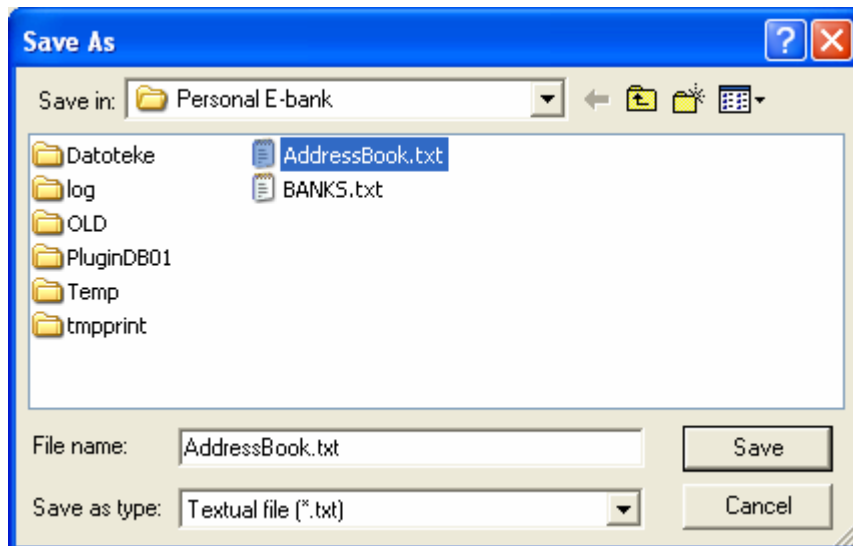 Save As
Save in: Personal E-bank
Datoteke
log
OLD
PluginDB01
Temp
tmpprint
AddressBook.txt
BANKS.txt
File name: AddressBook.txt
Save
Save as type: Textual file (*.txt)
Cancel